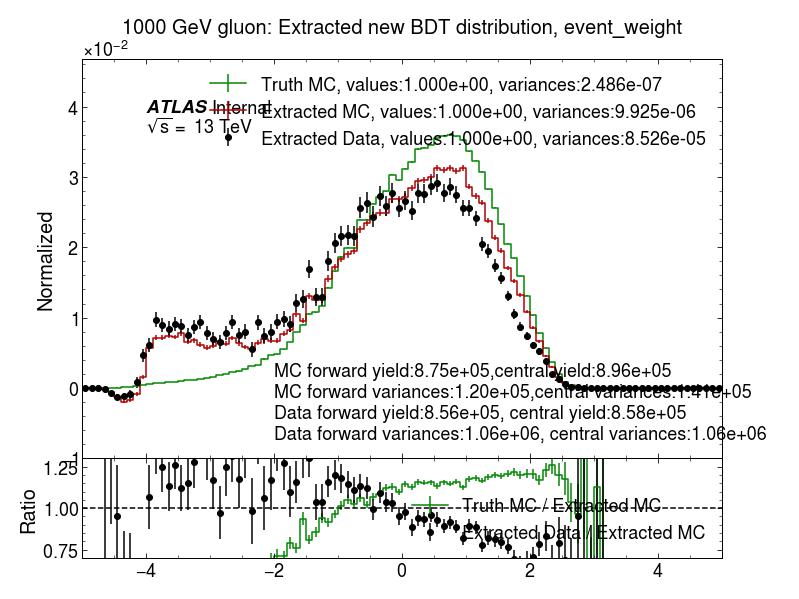 1000 GeV gluon: Extracted new BDT distribution, event_weight
×10⁻²
Truth MC, values:1.000e+00, variances:2.486e-07
ATLAS Internal
Extracted MC, values:1.000e+00, variances:9.925e-06
√s = 13 TeV
Extracted Data, values:1.000e+00, variances:8.526e-05
4
3
2
1
0
Normalized
MC forward yield:8.75e+05,central yield:8.96e+05
MC forward variances:1.20e+05,central variances:1.41e+05
Data forward yield:8.56e+05, central yield:8.58e+05
Data forward variances:1.06e+06, central variances:1.06e+06
1
1.25
1.00
0.75
Ratio
Truth MC / Extracted MC
Extracted Data / Extracted MC
−4 −2 0 2 4